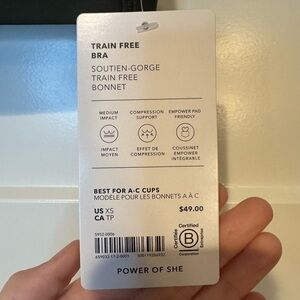 TRAIN FREE
BRA
SOUTIEN-GORGE
TRAIN FREE
BONNET
MEDIUM
IMPACT
COMPRESSION
SUPPORT
EMPOWER PAD
FRIENDLY
IMPACT
MOYEN
EFFET DE
COMPRESSION
COUSSINET
EMPOWER
INTÉGRABLE
BEST FOR A-C CUPS
MODÈLE POUR LES BONNETS A À C
US XS
CA TP
$49.00
Certified
B
Corporation
POWER OF SHE